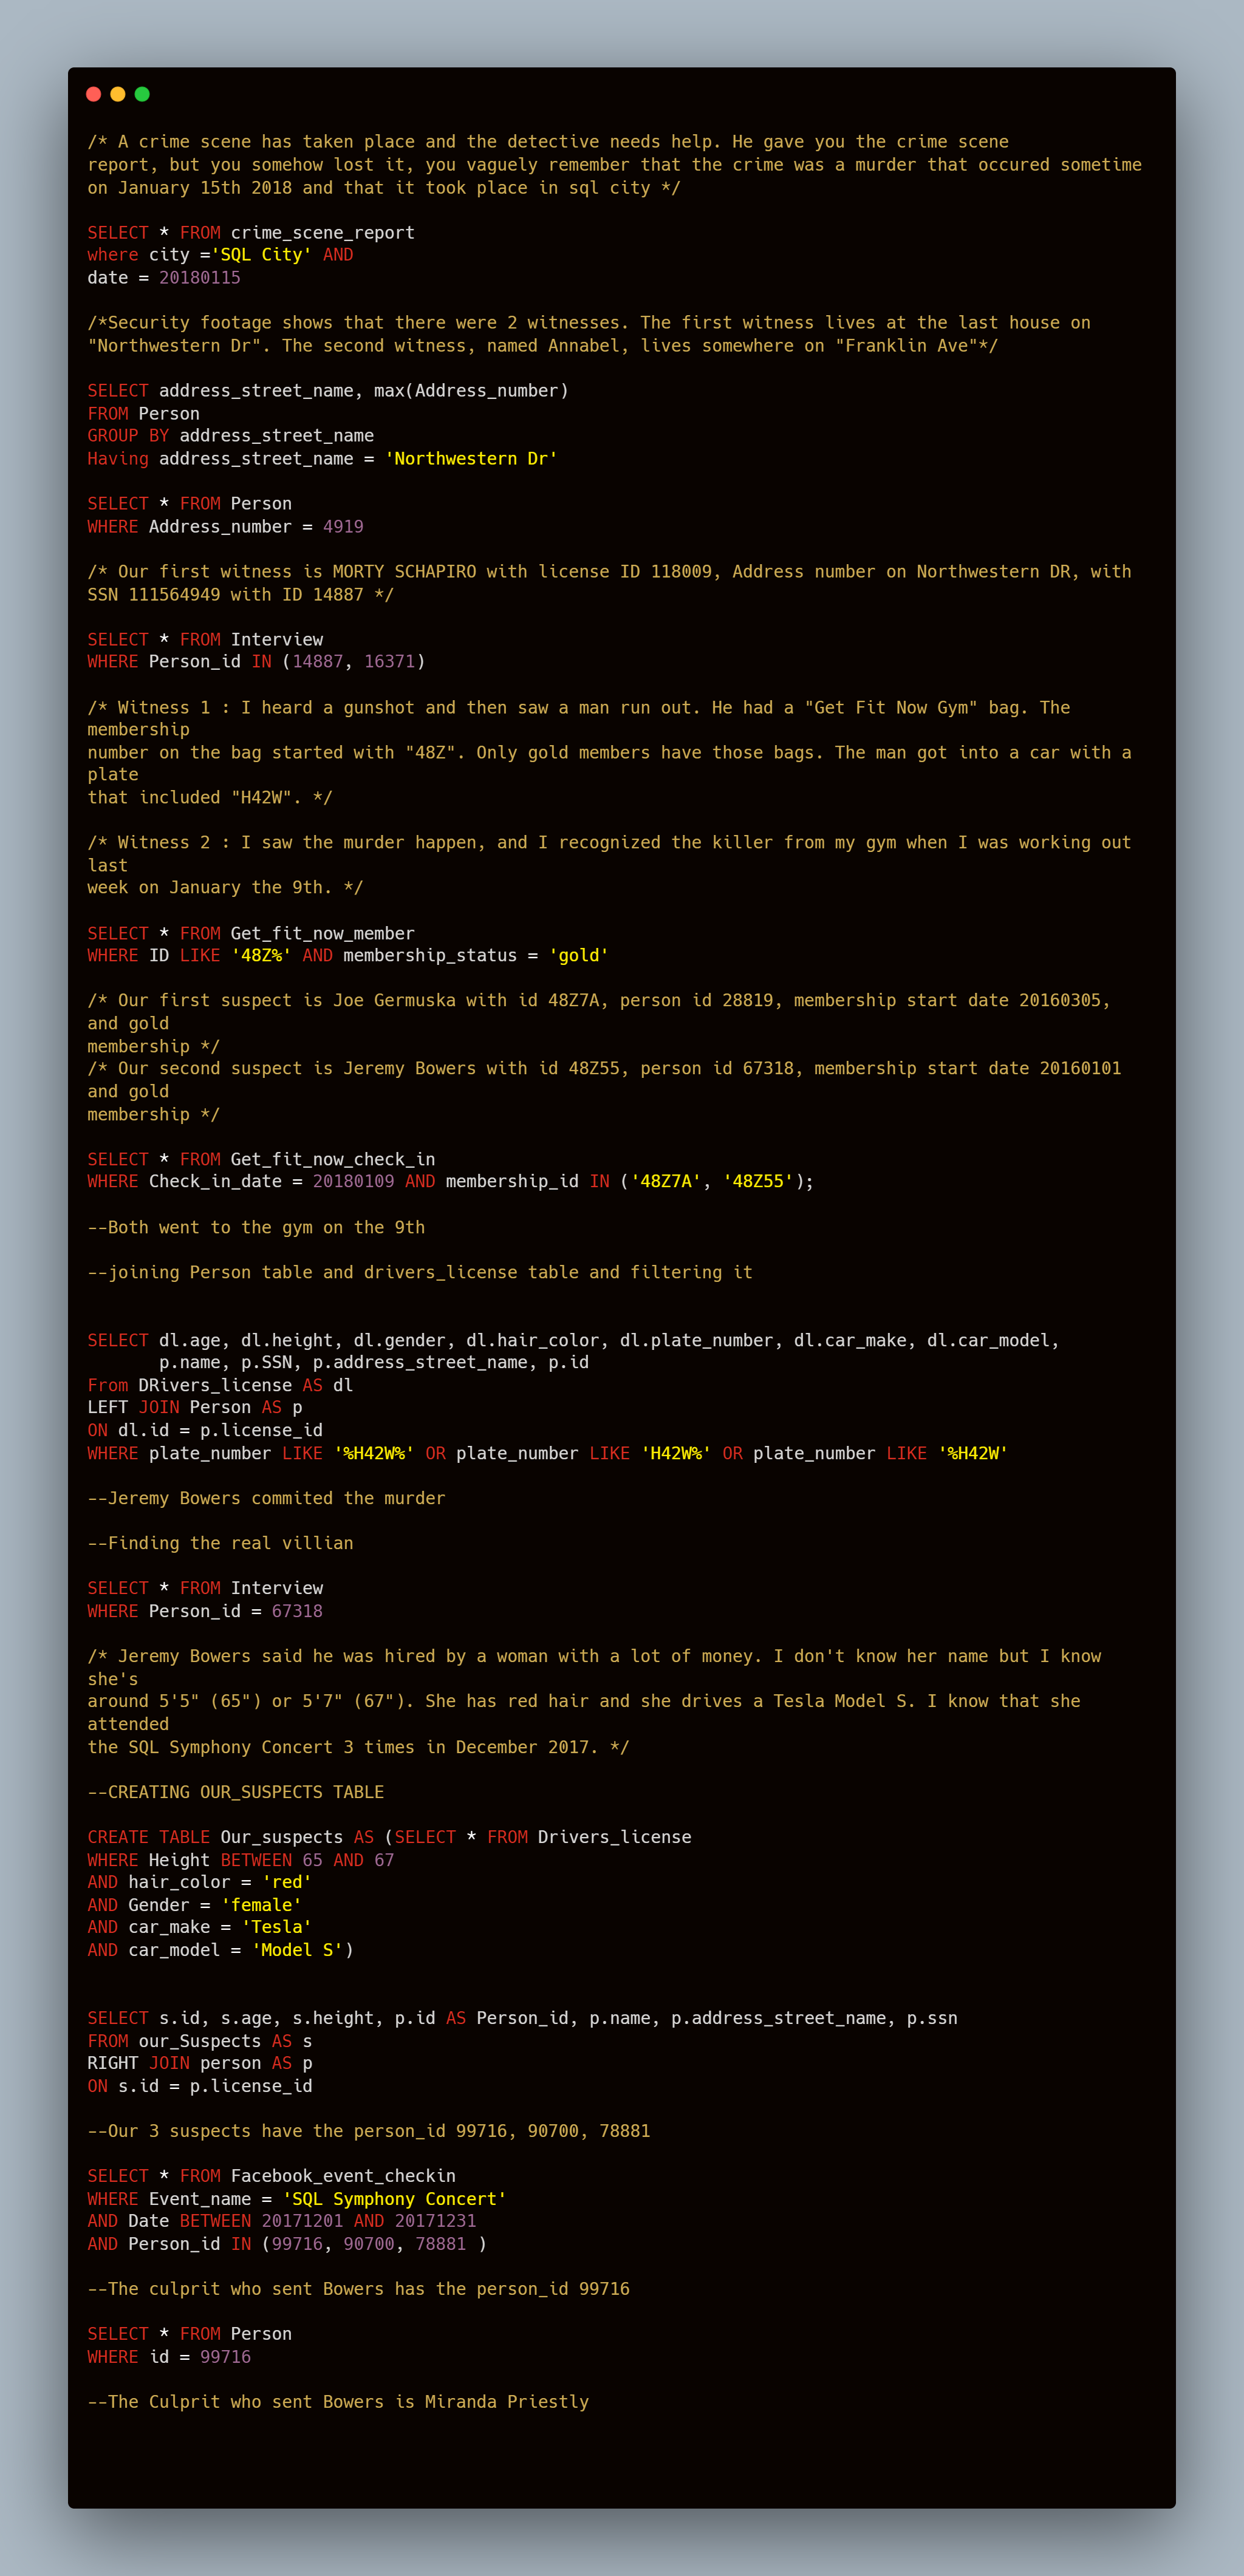 /* A crime scene has taken place and the detective needs help. He gave you the crime scene
report, but you somehow lost it, you vaguely remember that the crime was a murder that occured sometime
on January 15th 2018 and that it took place in sql city */
SELECT * FROM crime_scene_report
where city ='SQL City' AND
date = 20180115
/*Security footage shows that there were 2 witnesses. The first witness lives at the last house on
"Northwestern Dr". The second witness, named Annabel, lives somewhere on "Franklin Ave"*/
SELECT address_street_name, max(Address_number)
FROM Person
GROUP BY address_street_name
Having address_street_name = 'Northwestern Dr'
SELECT * FROM Person
WHERE Address_number = 4919
/* Our first witness is MORTY SCHAPIRO with license ID 118009, Address number on Northwestern DR, with
SSN 111564949 with ID 14887 */
SELECT * FROM Interview
WHERE Person_id IN (14887, 16371)
/* Witness 1 : I heard a gunshot and then saw a man run out. He had a "Get Fit Now Gym" bag. The
membership
number on the bag started with "48Z". Only gold members have those bags. The man got into a car with a
plate
that included "H42W". */
/* Witness 2 : I saw the murder happen, and I recognized the killer from my gym when I was working out
last
week on January the 9th. */
SELECT * FROM Get_fit_now_member
WHERE ID LIKE '48Z%' AND membership_status = 'gold'
/* Our first suspect is Joe Germuska with id 48Z7A, person id 28819, membership start date 20160305,
and gold
membership */
/* Our second suspect is Jeremy Bowers with id 48Z55, person id 67318, membership start date 20160101
and gold
membership */
SELECT * FROM Get_fit_now_check_in
WHERE Check_in_date = 20180109 AND membership_id IN ('48Z7A', '48Z55');
--Both went to the gym on the 9th
--joining Person table and drivers_license table and filtering it
SELECT dl.age, dl.height, dl.gender, dl.hair_color, dl.plate_number, dl.car_make, dl.car_model,
p.name, p.SSN, p.address_street_name, p.id
From DRivers_license AS dl
LEFT JOIN Person AS p
ON dl.id = p.license_id
WHERE plate_number LIKE '%H42W%' OR plate_number LIKE 'H42W%' OR plate_number LIKE '%H42W'
--Jeremy Bowers commited the murder
--Finding the real villian
SELECT * FROM Interview
WHERE Person_id = 67318
/* Jeremy Bowers said he was hired by a woman with a lot of money. I don't know her name but I know
she's
around 5'5" (65") or 5'7" (67"). She has red hair and she drives a Tesla Model S. I know that she
attended
the SQL Symphony Concert 3 times in December 2017. */
--CREATING OUR_SUSPECTS TABLE
CREATE TABLE Our_suspects AS (SELECT * FROM Drivers_license
WHERE Height BETWEEN 65 AND 67
AND hair_color = 'red'
AND Gender = 'female'
AND car_make = 'Tesla'
AND car_model = 'Model S')
SELECT s.id, s.age, s.height, p.id AS Person_id, p.name, p.address_street_name, p.ssn
FROM our_Suspects AS s
RIGHT JOIN person AS p
ON s.id = p.license_id
--Our 3 suspects have the person_id 99716, 90700, 78881
SELECT * FROM Facebook_event_checkin
WHERE Event_name = 'SQL Symphony Concert'
AND Date BETWEEN 20171201 AND 20171231
AND Person_id IN (99716, 90700, 78881 )
--The culprit who sent Bowers has the person_id 99716
SELECT * FROM Person
WHERE id = 99716
--The Culprit who sent Bowers is Miranda Priestly